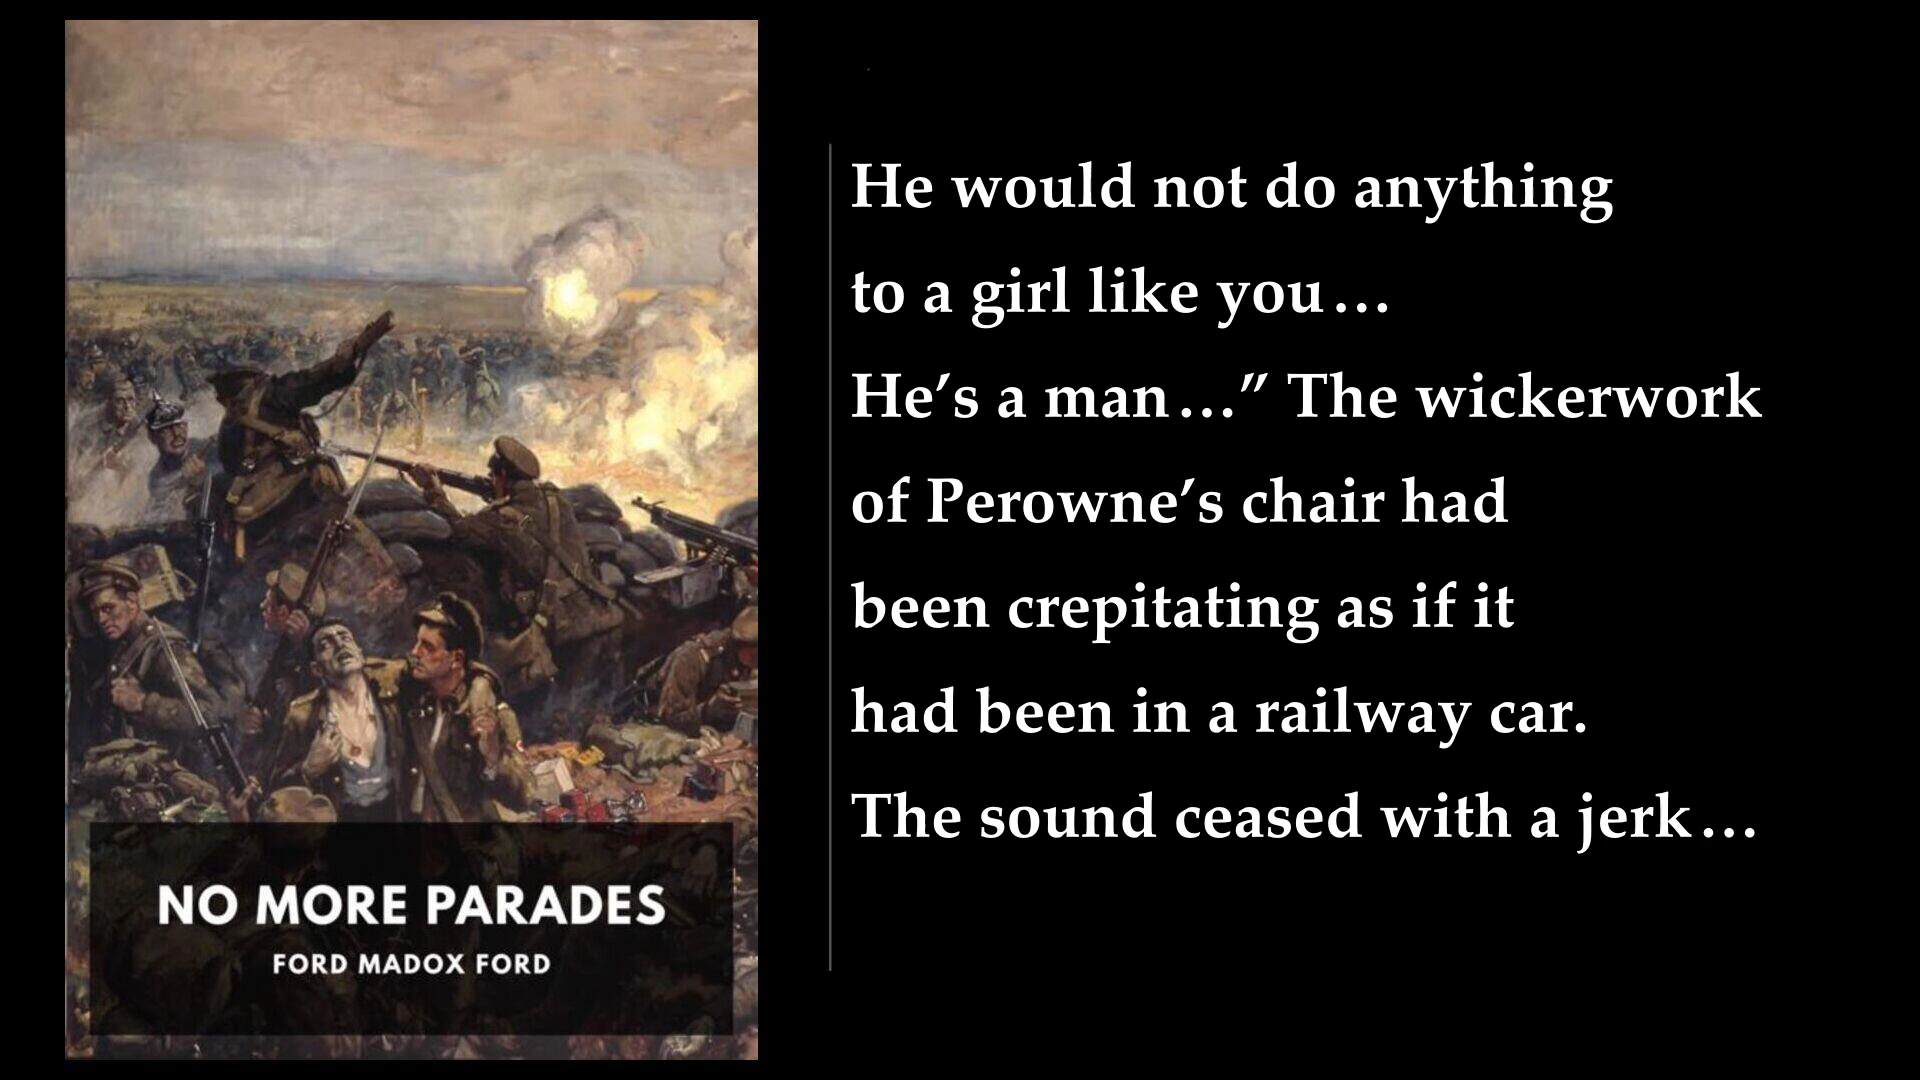 He would not do anything
to a girl like you…
He’s a man…” The wickerwork
of Perowne’s chair had
been crepitating as if it
had been in a railway car.
The sound ceased with a jerk…
NO MORE PARADES
FORD MADOX FORD